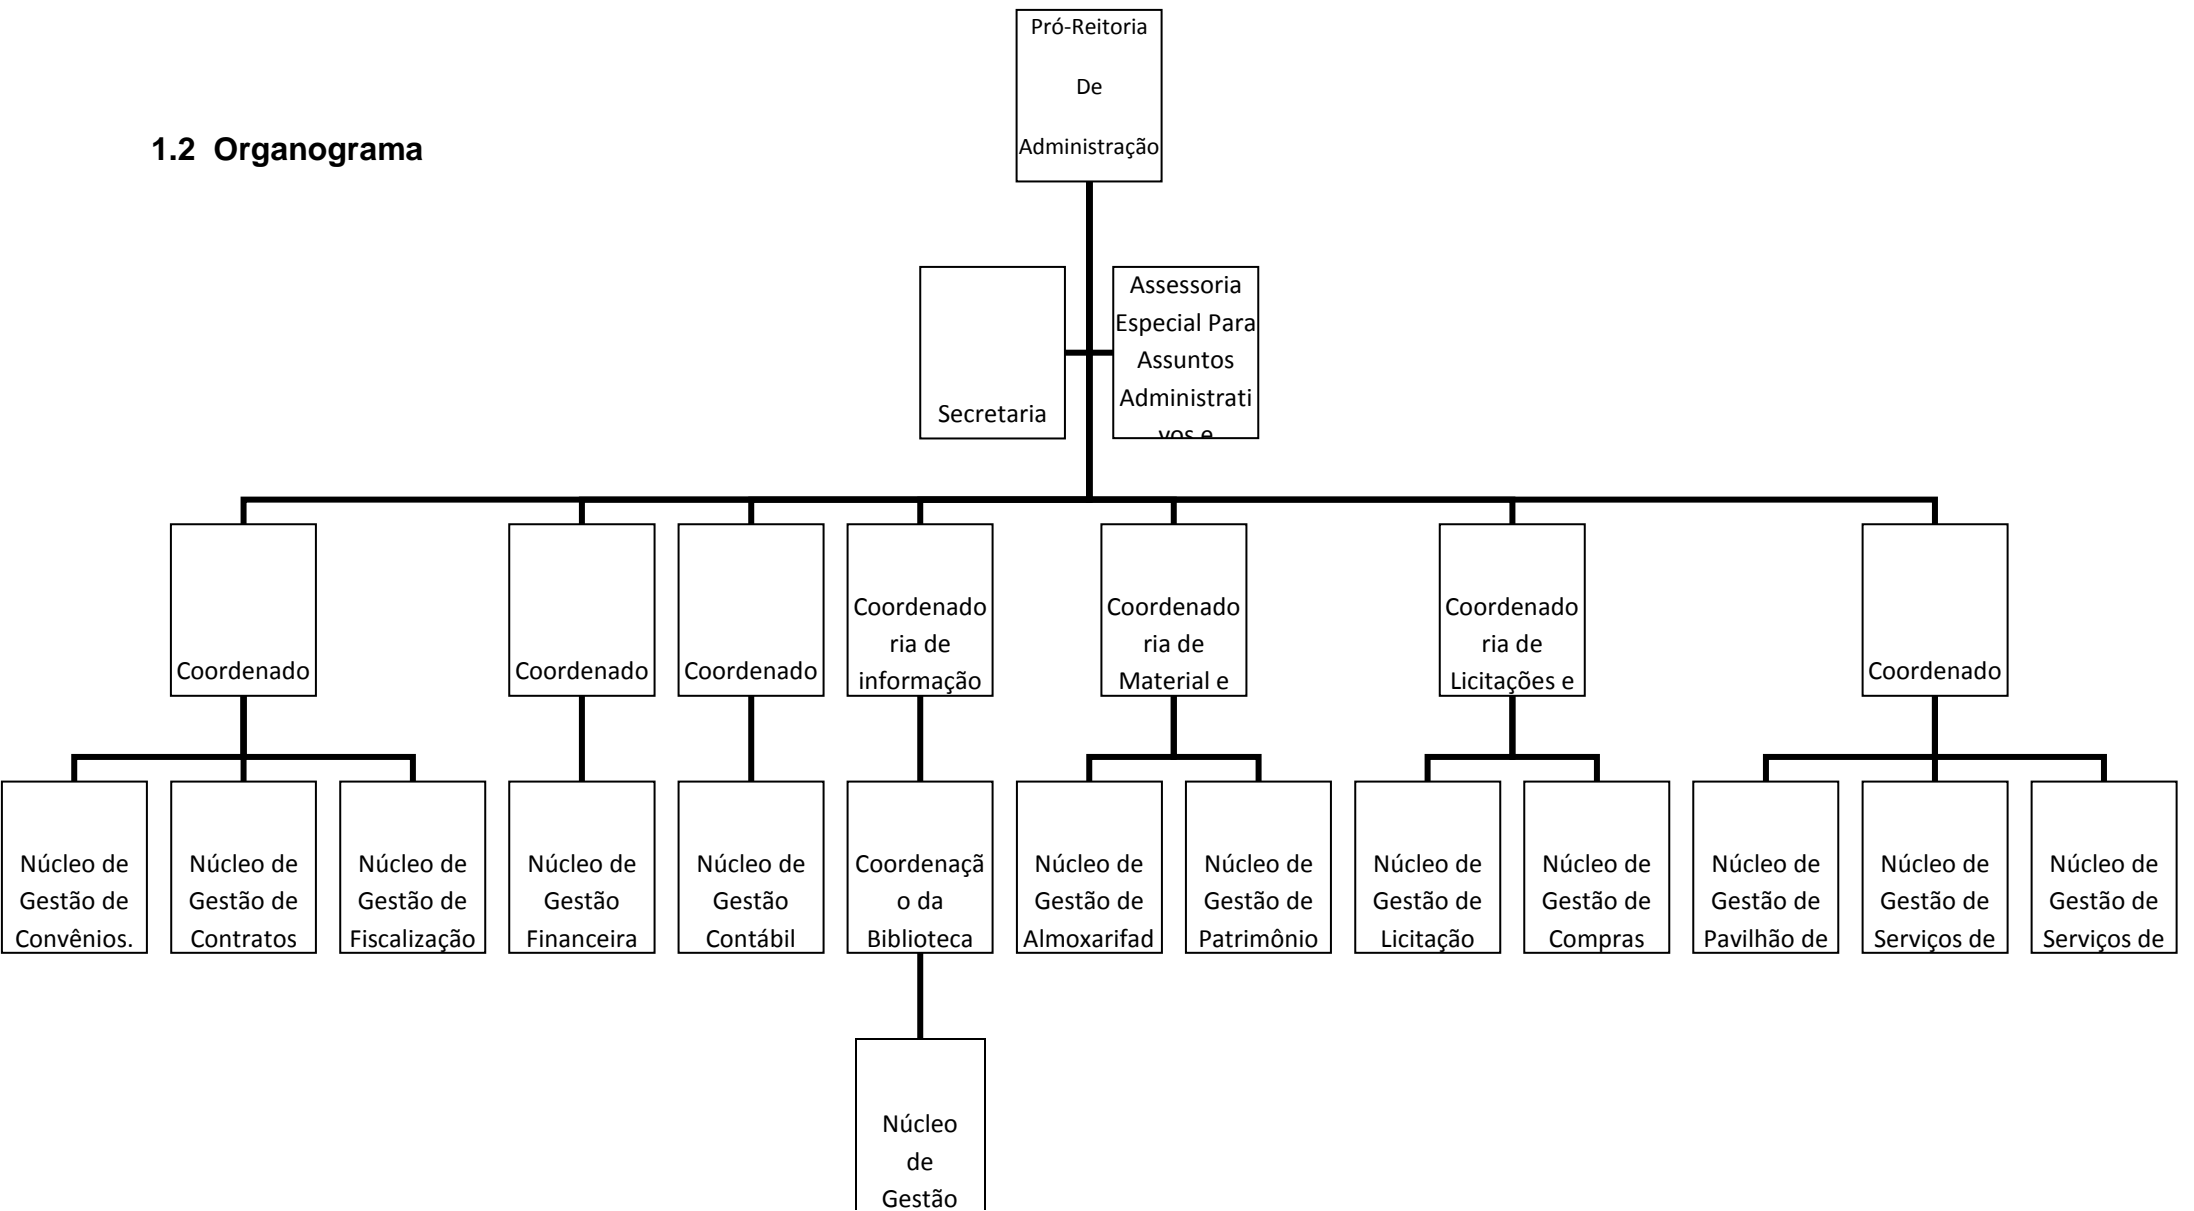 Pró-Reitoria
De
Administração
1.2 Organograma
Secretaria
Assessoria
Especial Para
Assuntos
Administrati
vos e
Coordenado
Coordenado
Coordenado
Coordenado
ria de
informação
Coordenado
ria de
Material e
Coordenado
ria de
Licitações e
Coordenado
Núcleo de
Gestão de
Convênios.
Núcleo de
Gestão de
Contratos
Núcleo de
Gestão de
Fiscalização
Núcleo de
Gestão
Financeira
Núcleo de
Gestão
Contábil
Coordenaçã
o da
Biblioteca
Núcleo de
Gestão de
Almoxarifad
Núcleo de
Gestão de
Patrimônio
Núcleo de
Gestão de
Licitação
Núcleo de
Gestão de
Compras
Núcleo de
Gestão de
Pavilhão de
Núcleo de
Gestão de
Serviços de
Núcleo de
Gestão de
Serviços de
Núcleo
de
Gestão